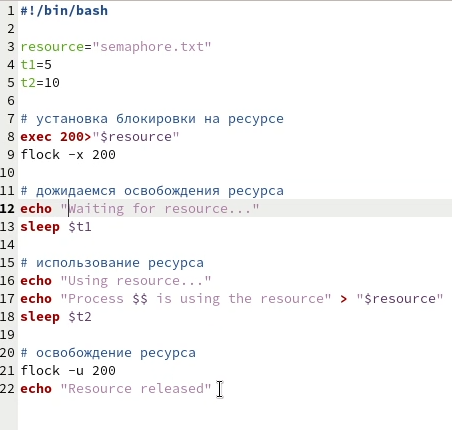 1 #!/bin/bash
2
3 resource="semaphore.txt"
4 t1=5
5 t2=10
6
7 # установка блокировки на ресурсе
8 exec 200>"$resource"
9 flock -x 200
10
11 # дожидаемся освобождения ресурса
12 echo "Waiting for resource..."
13 sleep $t1
14
15 # использование ресурса
16 echo "Using resource..."
17 echo "Process $$ is using the resource" > "$resource"
18 sleep $t2
19
20 # освобождение ресурса
21 flock -u 200
22 echo "Resource released"